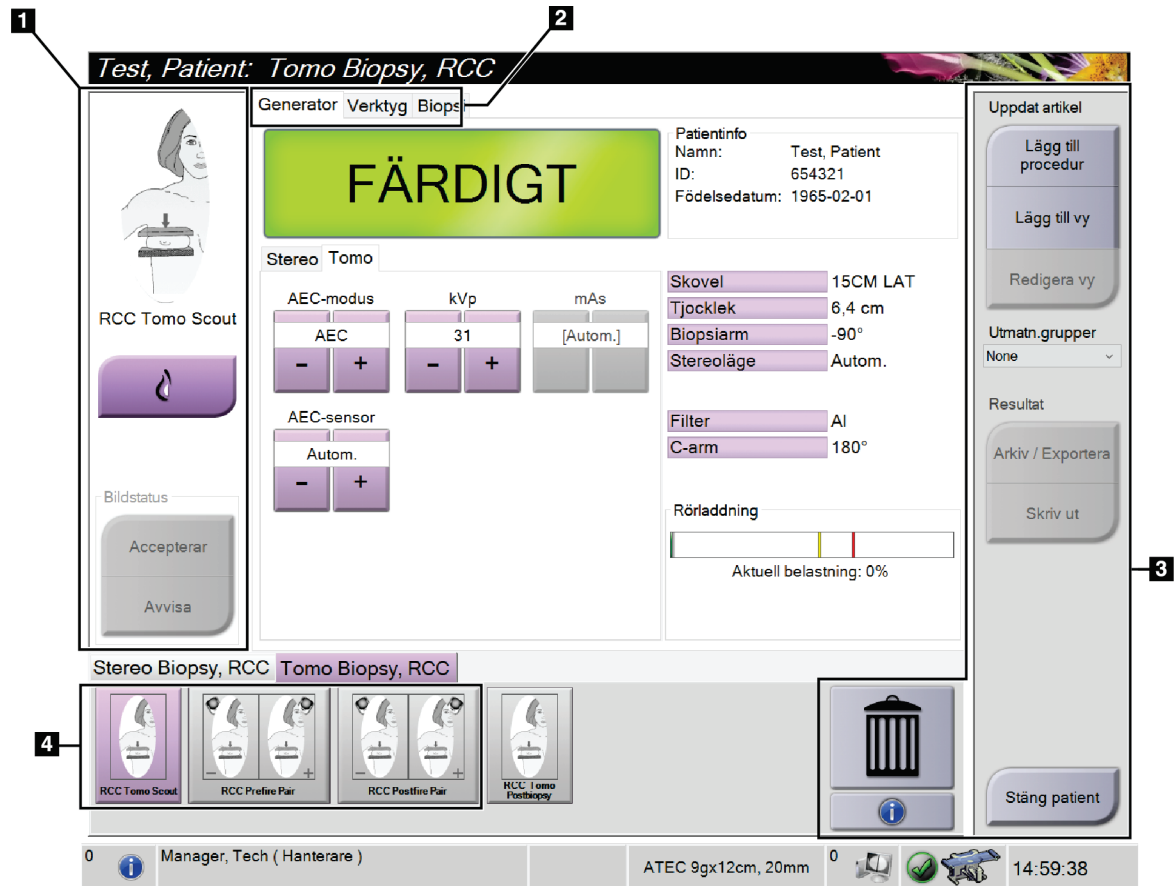 1
2
Test, Patient: Tomo Biopsy, RCC
Generator Verktyg Biopsi
FÄRDIGT
Patientinfo
Namn: Test, Patient
ID: 654321
Födelsedatum: 1965-02-01
Uppdat artikel
Lägg till
procedur
Lägg till vy
Redigera vy
Utmatn.grupper
None
Resultat
Arkiv / Exportera
Skriv ut
3
RCC Tomo Scout
Bildstatus
Accepterar
Avvisa
Stereo Tomo
AEC-modus kVp mAs
AEC 31 [Autom.]
- + - +
AEC-sensor
Autom.
- +
Skovel 15CM LAT
Tjocklek 6,4 cm
Biopsiarm -90°
Stereoläge Autom.
Filter Al
C-arm 180°
Rörladdning
Aktuell belastning: 0%
Stereo Biopsy, RCC Tomo Biopsy, RCC
4
- + - +
RCC Tomo Scout RCC Prefire Pair RCC Postfire Pair RCC Tomo
Postbiopsy
Stäng patient
0 Manager, Tech ( Hanterare ) ATEC 9gx12cm, 20mm 0 14:59:38